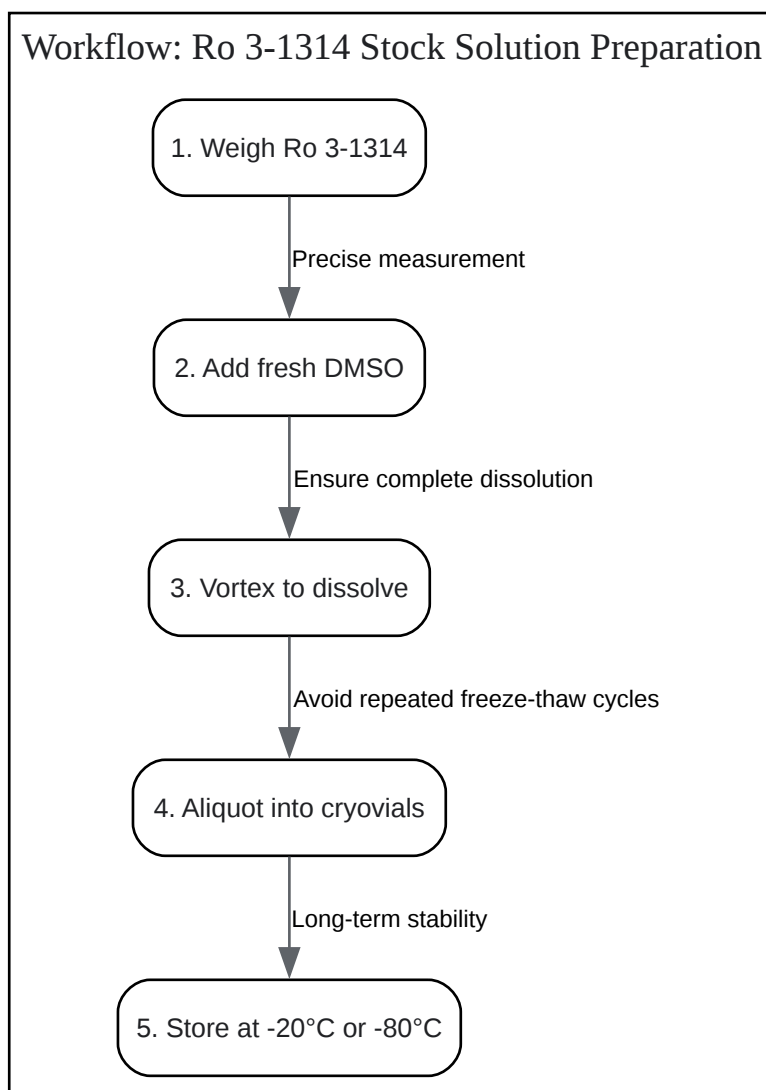 Workflow: Ro 3-1314 Stock Solution Preparation
1. Weigh Ro 3-1314
Precise measurement
2. Add fresh DMSO
Ensure complete dissolution
3. Vortex to dissolve
Avoid repeated freeze-thaw cycles
4. Aliquot into cryovials
Long-term stability
5. Store at -20°C or -80°C